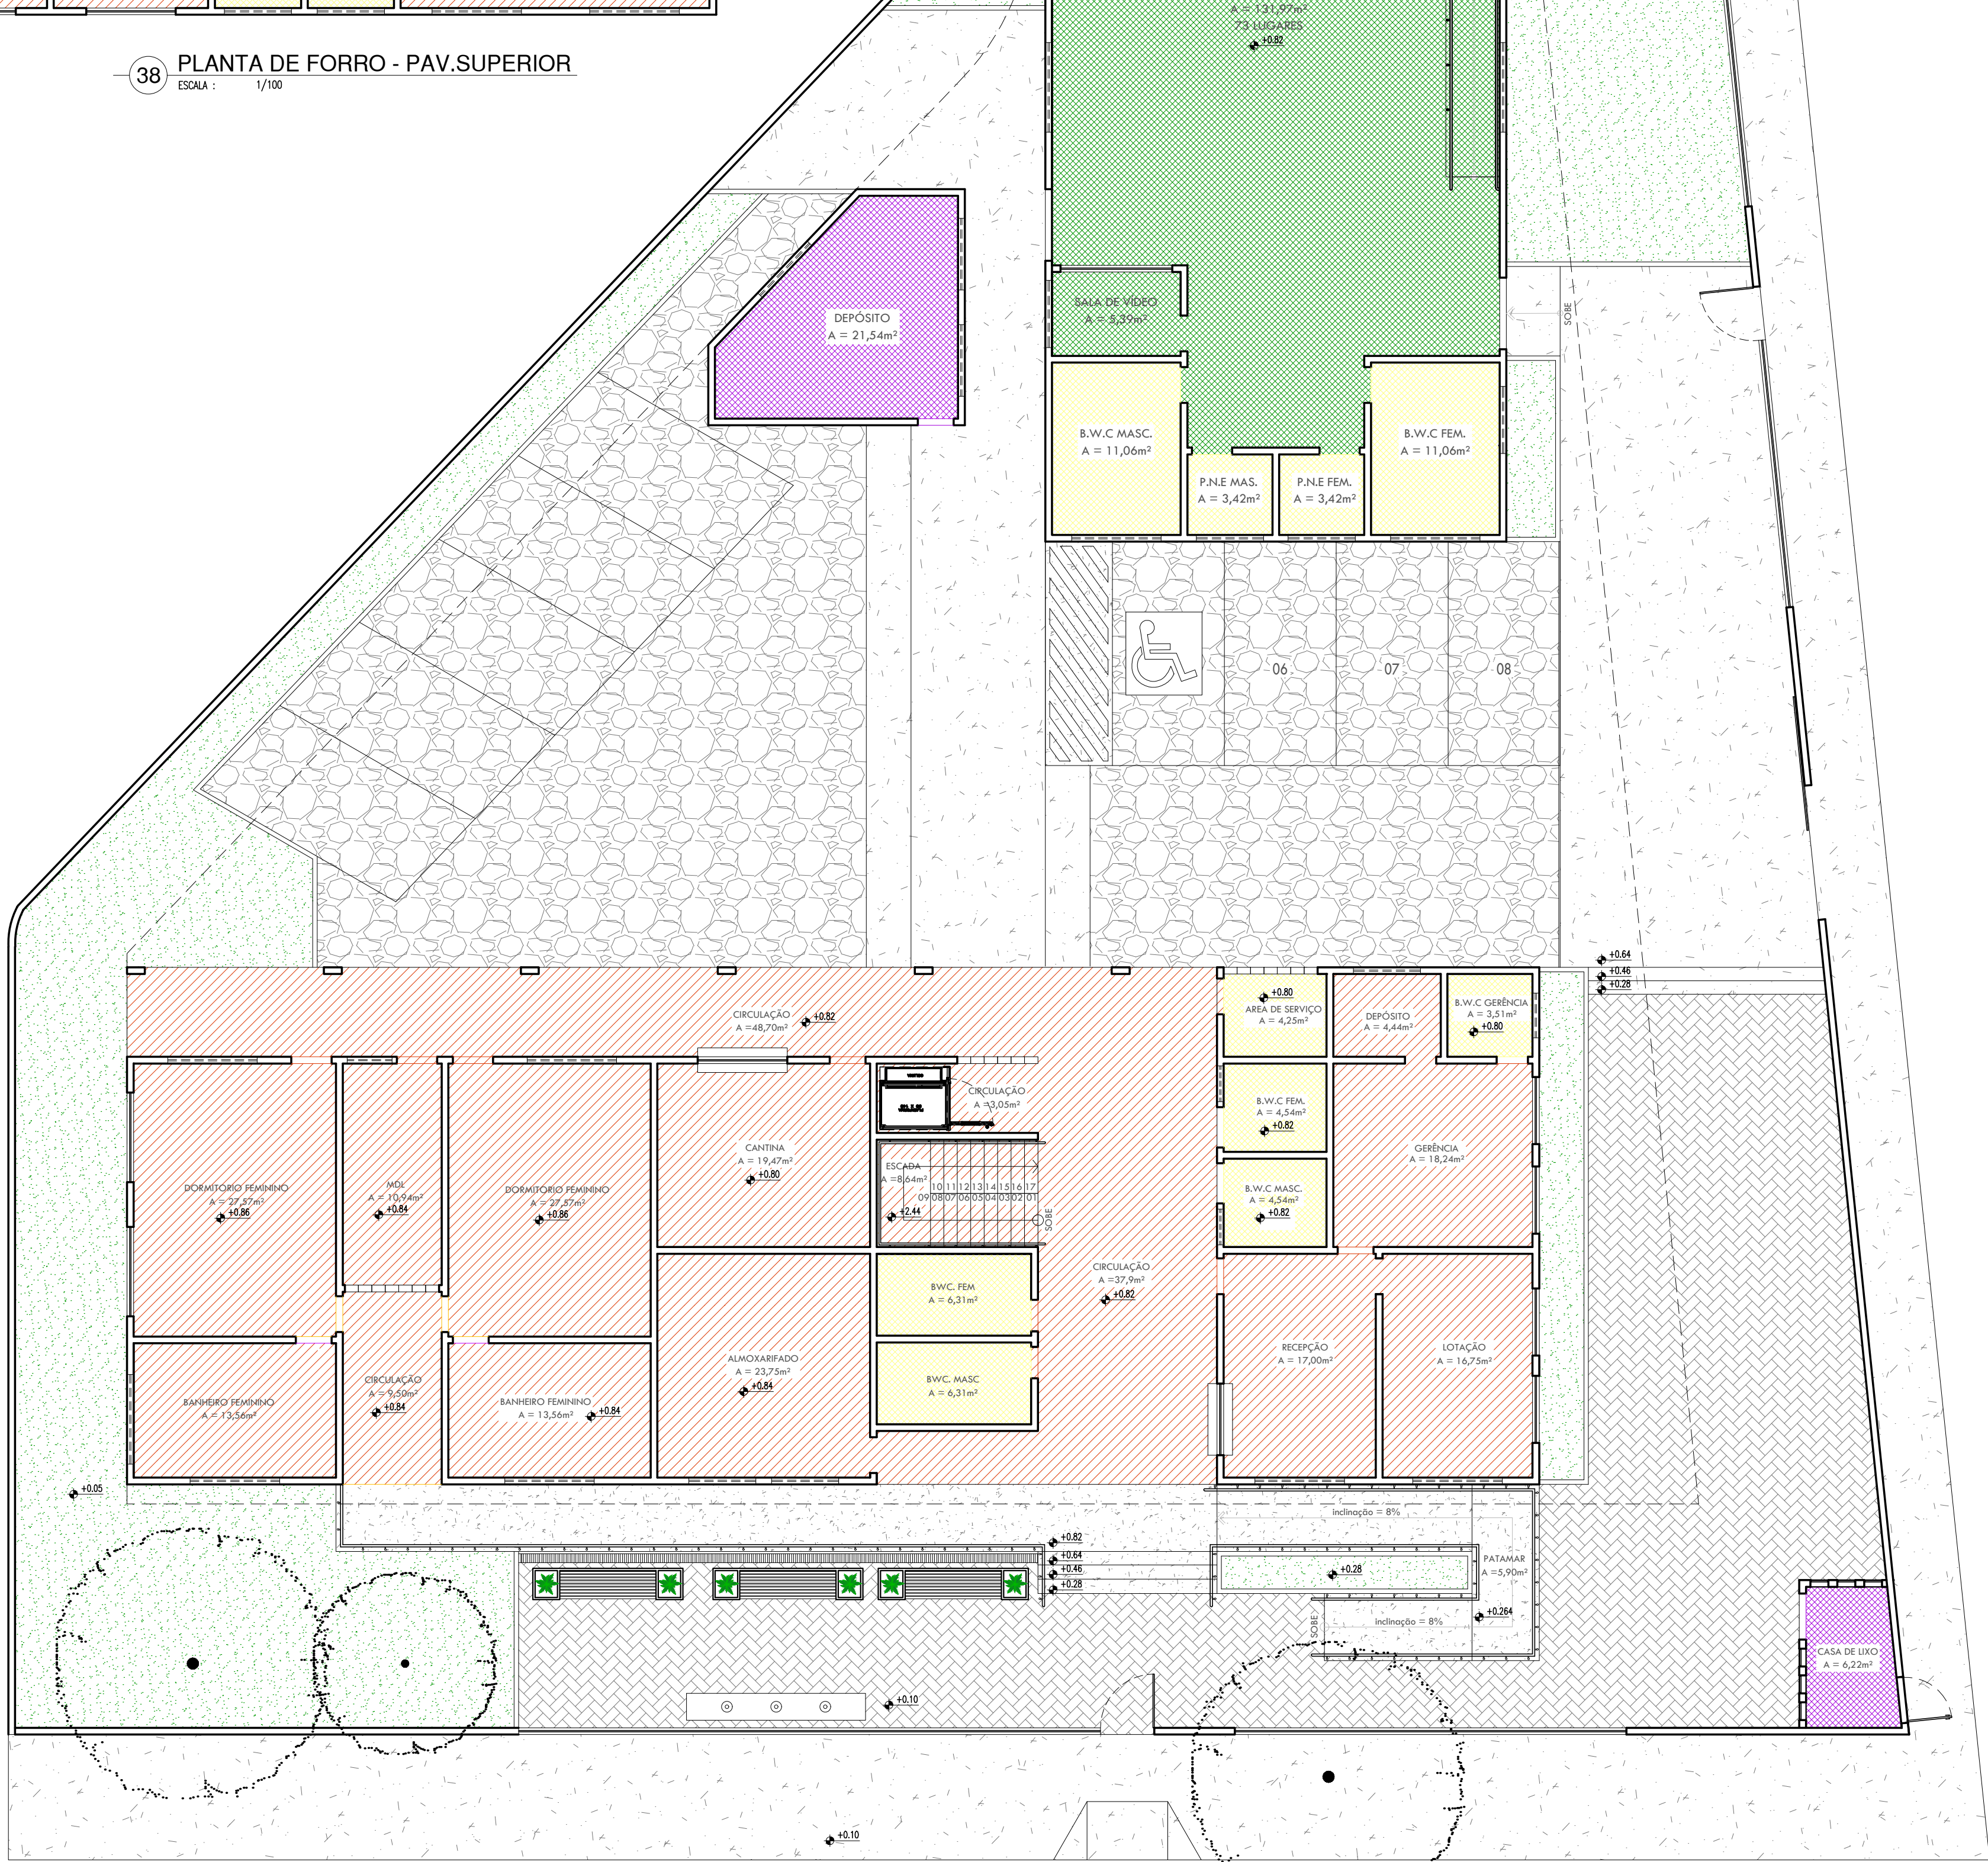 A = 131,97m²
73 LUGARES
+0.82
38
PLANTA DE FORRO - PAV.SUPERIOR
ESCALA : 1/100
DEPÓSITO
A = 21,54m²
SALA DE VÍDEO
A = 5,39m²
SOBE
B.W.C MASC.
A = 11,06m²
B.W.C FEM.
A = 11,06m²
P.N.E MAS.
A = 3,42m²
P.N.E FEM.
A = 3,42m²
06
07
08
+0.64
+0.46
+0.28
CIRCULAÇÃO
A =48,70m²
+0.82
+0.80
AREA DE SERVIÇO
A = 4,25m²
DEPÓSITO
A = 4,44m²
B.W.C GERÊNCIA
A = 3,51m²
+0.80
CIRCULAÇÃO
A =3,05m²
B.W.C FEM.
A = 4,54m²
+0.82
CANTINA
A = 19,47m²
+0.80
GERÊNCIA
A = 18,24m²
ESCADA
A =8,64m²
10 11 12 13 14 15 16 17
09 08 07 06 05 04 03 02 01
+2.44
SOBE
DORMITORIO FEMININO
A = 27,57m²
+0.86
MDL
A = 10,94m²
+0.84
DORMITORIO FEMININO
A = 27,57m²
+0.86
B.W.C MASC.
A = 4,54m²
+0.82
BWC. FEM
A = 6,31m²
CIRCULAÇÃO
A =37,9m²
+0.82
RECEPÇÃO
A = 17,00m²
LOTAÇÃO
A = 16,75m²
ALMOXARIFADO
A = 23,75m²
+0.84
BWC. MASC
A = 6,31m²
CIRCULAÇÃO
A = 9,50m²
+0.84
BANHEIRO FEMININO
A = 13,56m²
BANHEIRO FEMININO
A = 13,56m²
+0.84
+0.05
inclinação = 8%
+0.82
+0.64
+0.46
+0.28
+0.28
PATAMAR
A =5,90m²
+0.264
inclinação = 8%
SOBE
CASA DE LIXO
A = 6,22m²
+0.10
+0.10